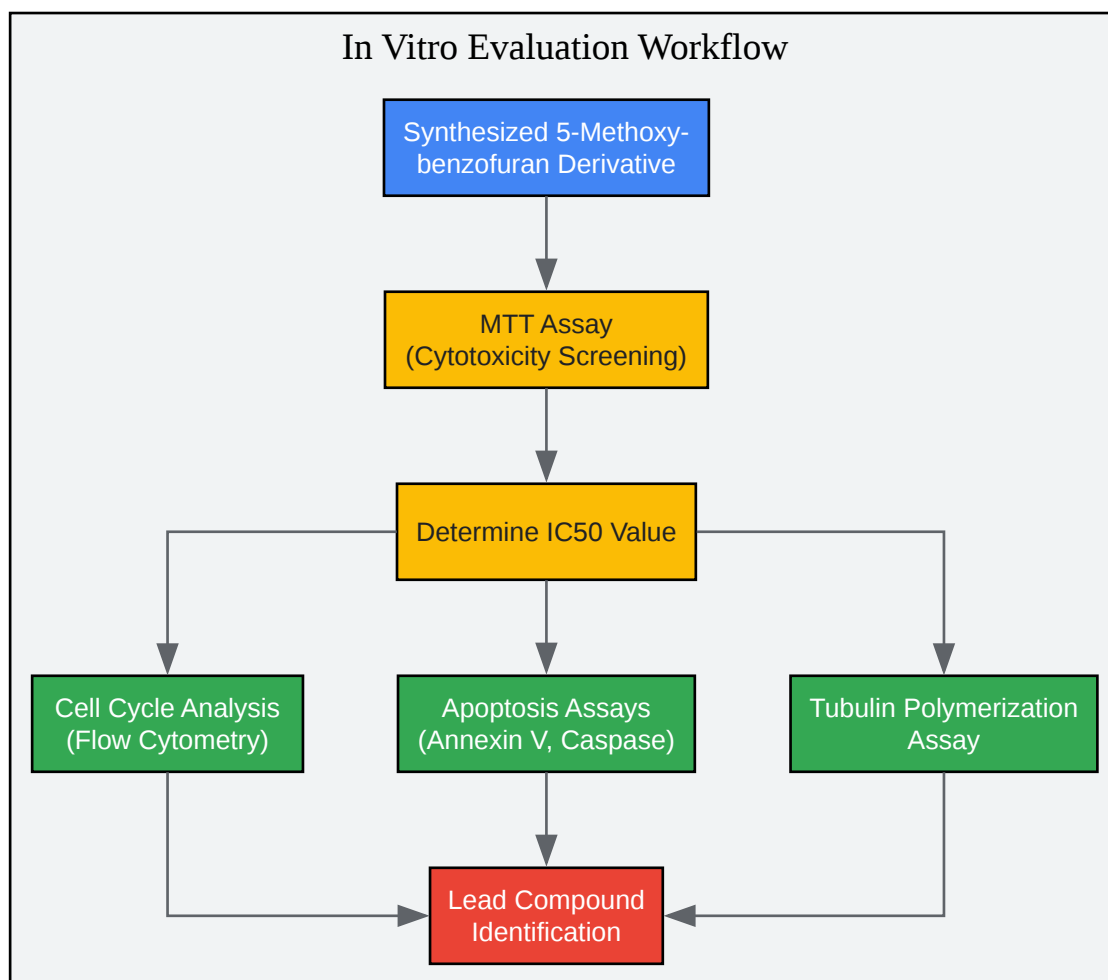 In Vitro Evaluation Workflow
Synthesized 5-Methoxy-
benzofuran Derivative
MTT Assay
(Cytotoxicity Screening)
Determine IC50 Value
Cell Cycle Analysis
(Flow Cytometry)
Apoptosis Assays
(Annexin V, Caspase)
Tubulin Polymerization
Assay
Lead Compound
Identification